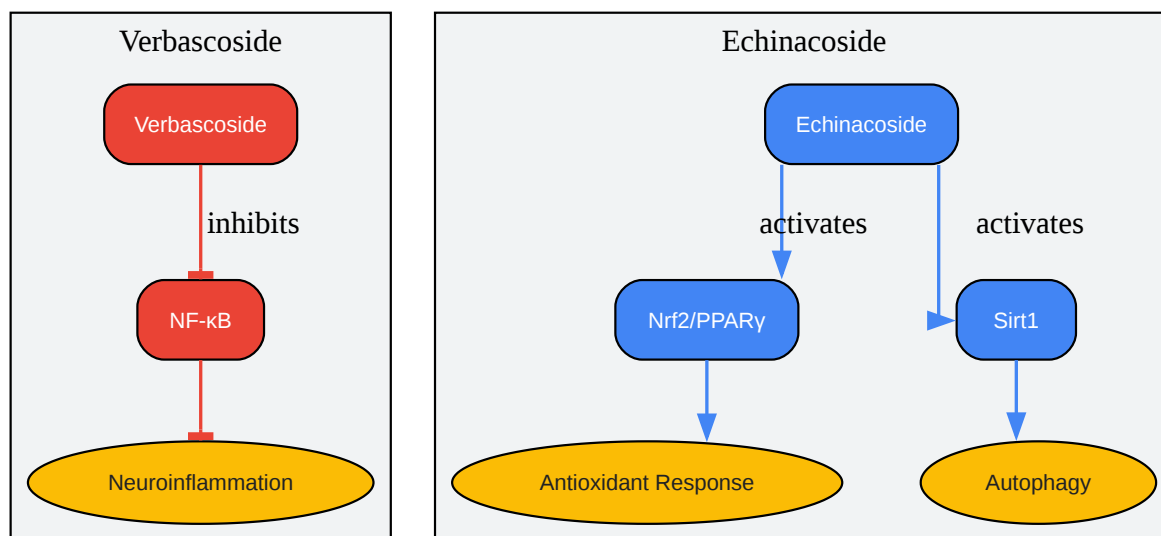 Verbascoside
Verbascoside
inhibits
NF-κB
Neuroinflammation
Echinacoside
Echinacoside
activates
activates
Nrf2/PPARγ
Sirt1
Antioxidant Response
Autophagy